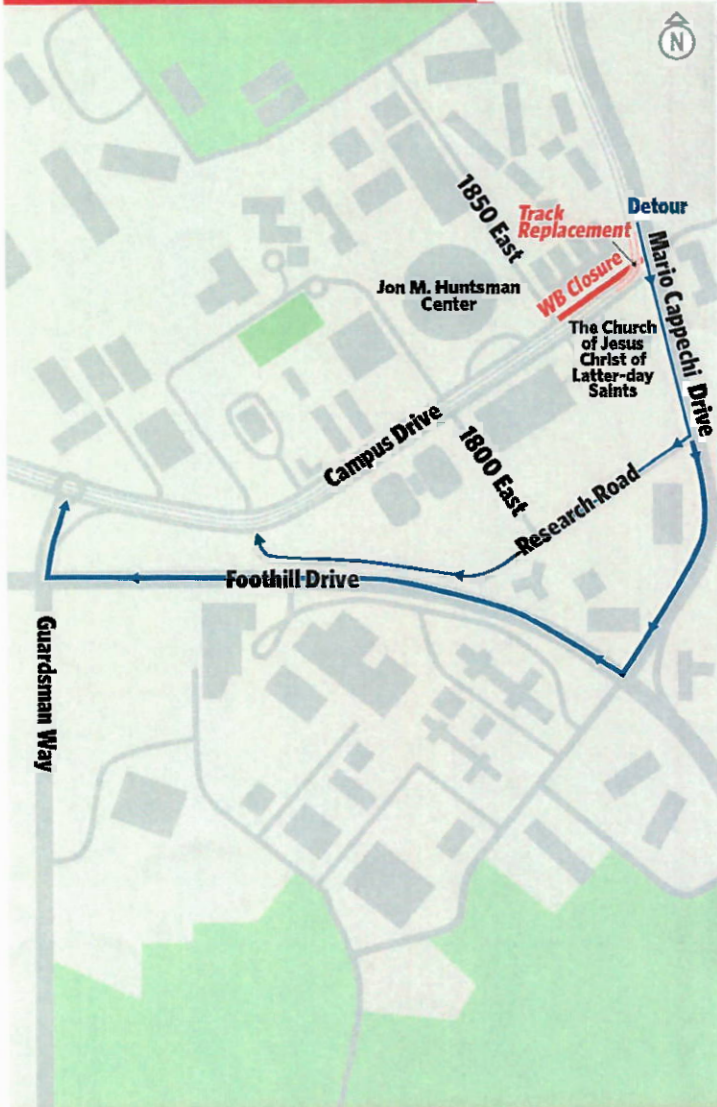 N
1850 East
Track
Replacement
Detour
Mario Cappechi Drive
WB Closure
Jon M. Huntsman
Center
The Church
of Jesus
Christ of
Latter-day
Saints
Campus Drive
1800 East
Research Road
Foothill Drive
Guardsman Way